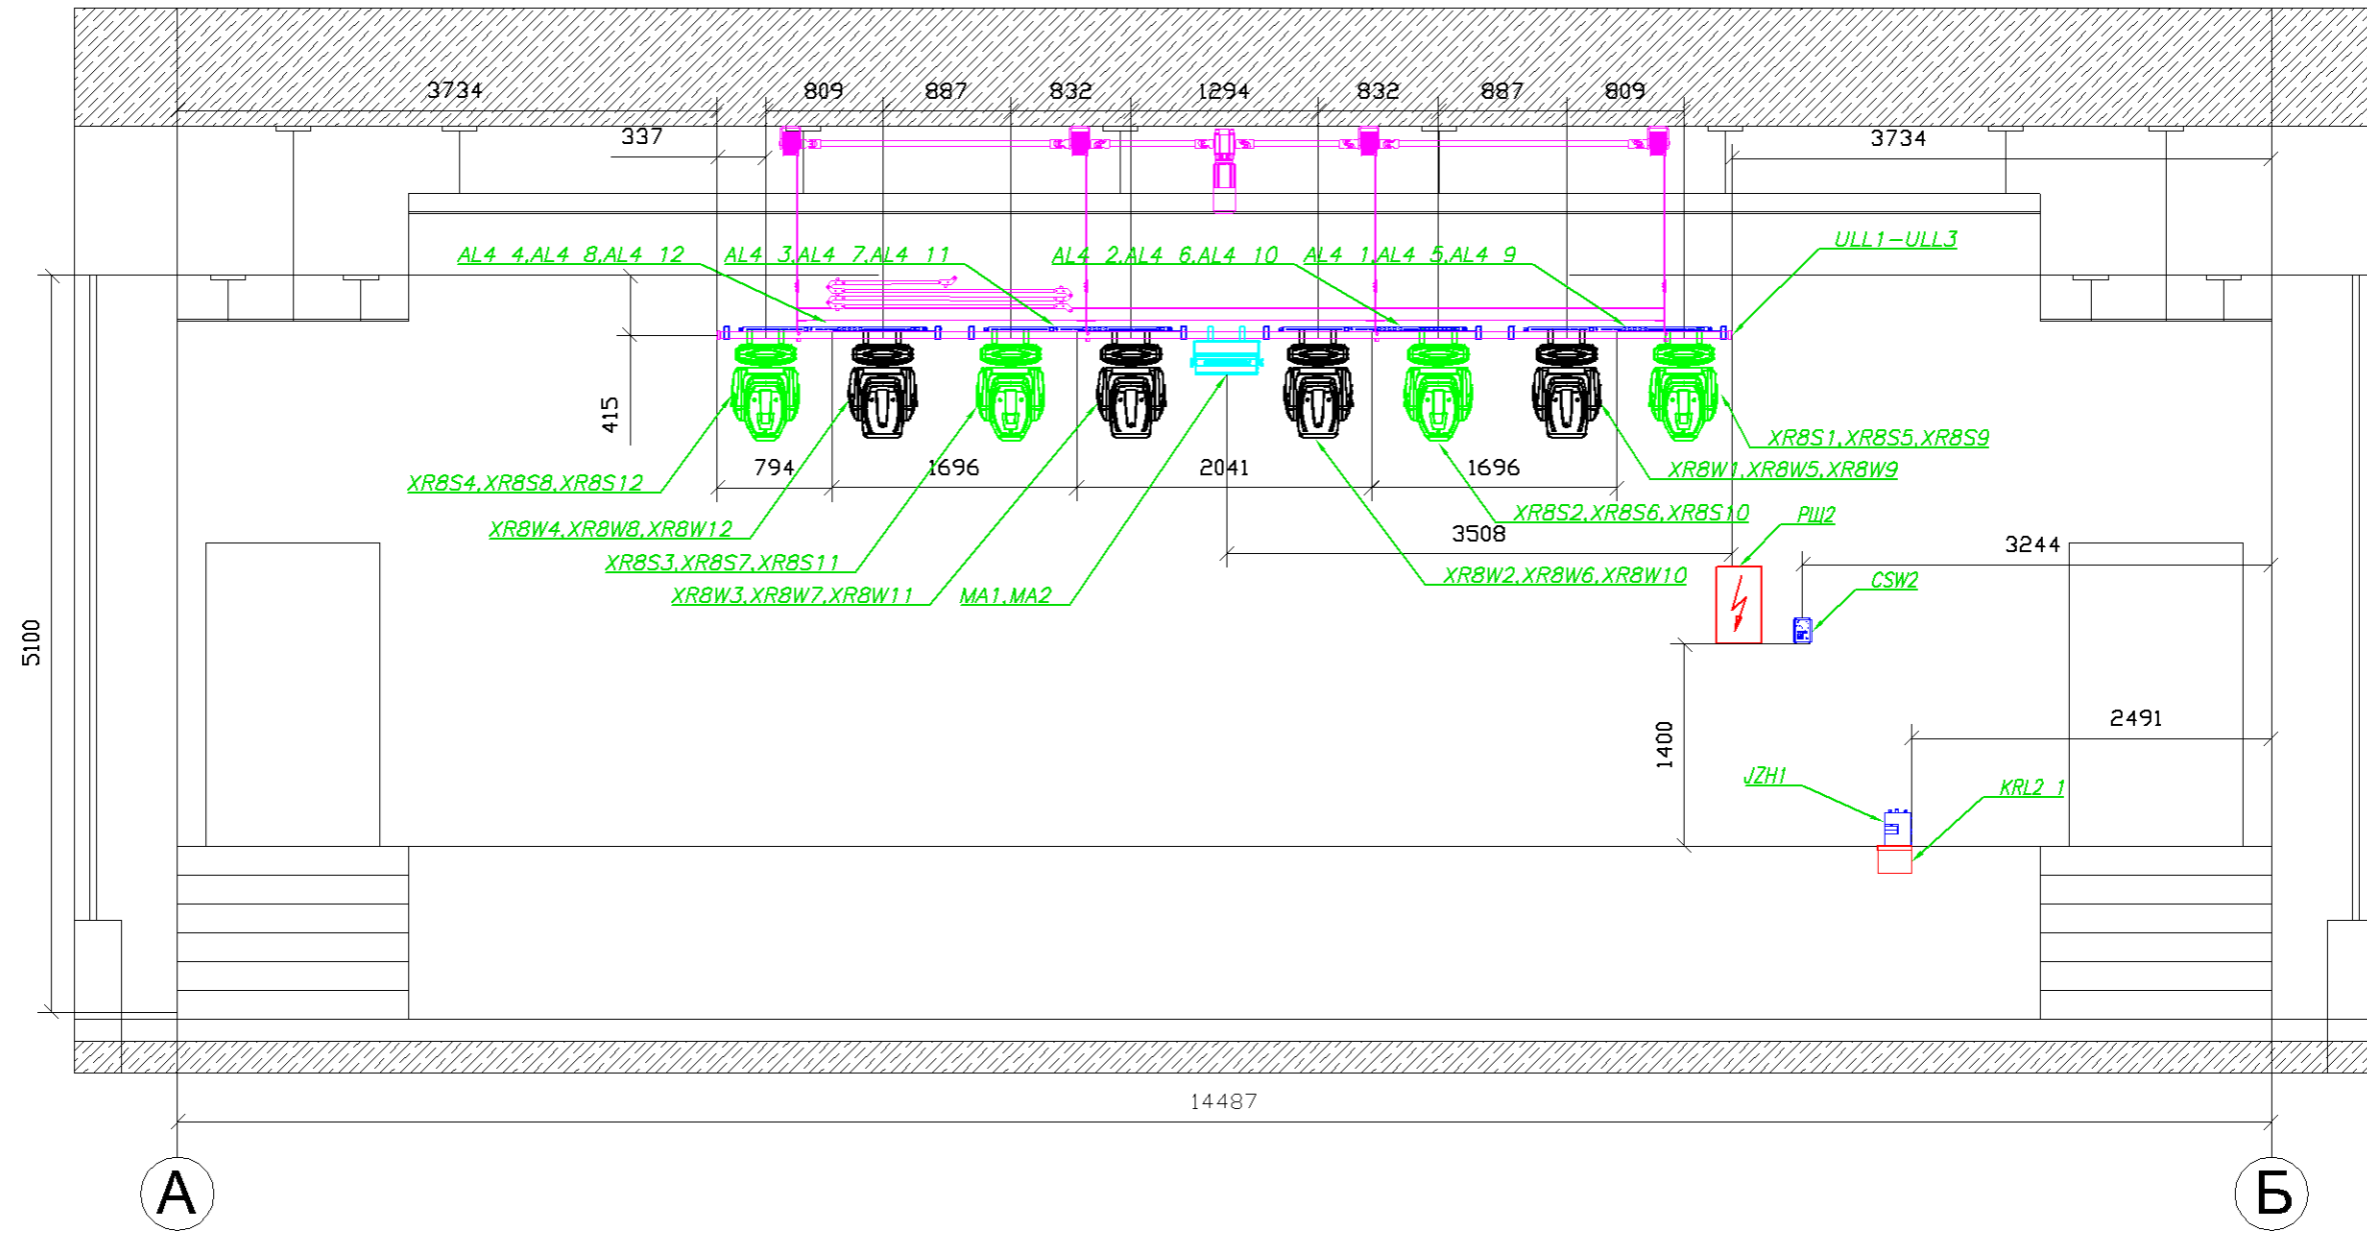 3734
809
887
832
1294
832
887
809
337
3734
ULL1-ULL3
AL4 4,AL4 8,AL4 12
AL4 3,AL4 7,AL4 11
AL4 2,AL4 6,AL4 10
AL4 1,AL4 5,AL4 9
415
XR8S1,XR8S5,XR8S9
794
1696
2041
1696
XR8W1,XR8W5,XR8W9
XR8S4,XR8S8,XR8S12
XR8S2,XR8S6,XR8S10
РЩ2
XR8W4,XR8W8,XR8W12
3508
3244
XR8S3,XR8S7,XR8S11
XR8W2,XR8W6,XR8W10
CSW2
XR8W3,XR8W7,XR8W11
MA1,MA2
5100
2491
1400
JZH1
KRL2 1
14487
А
Б